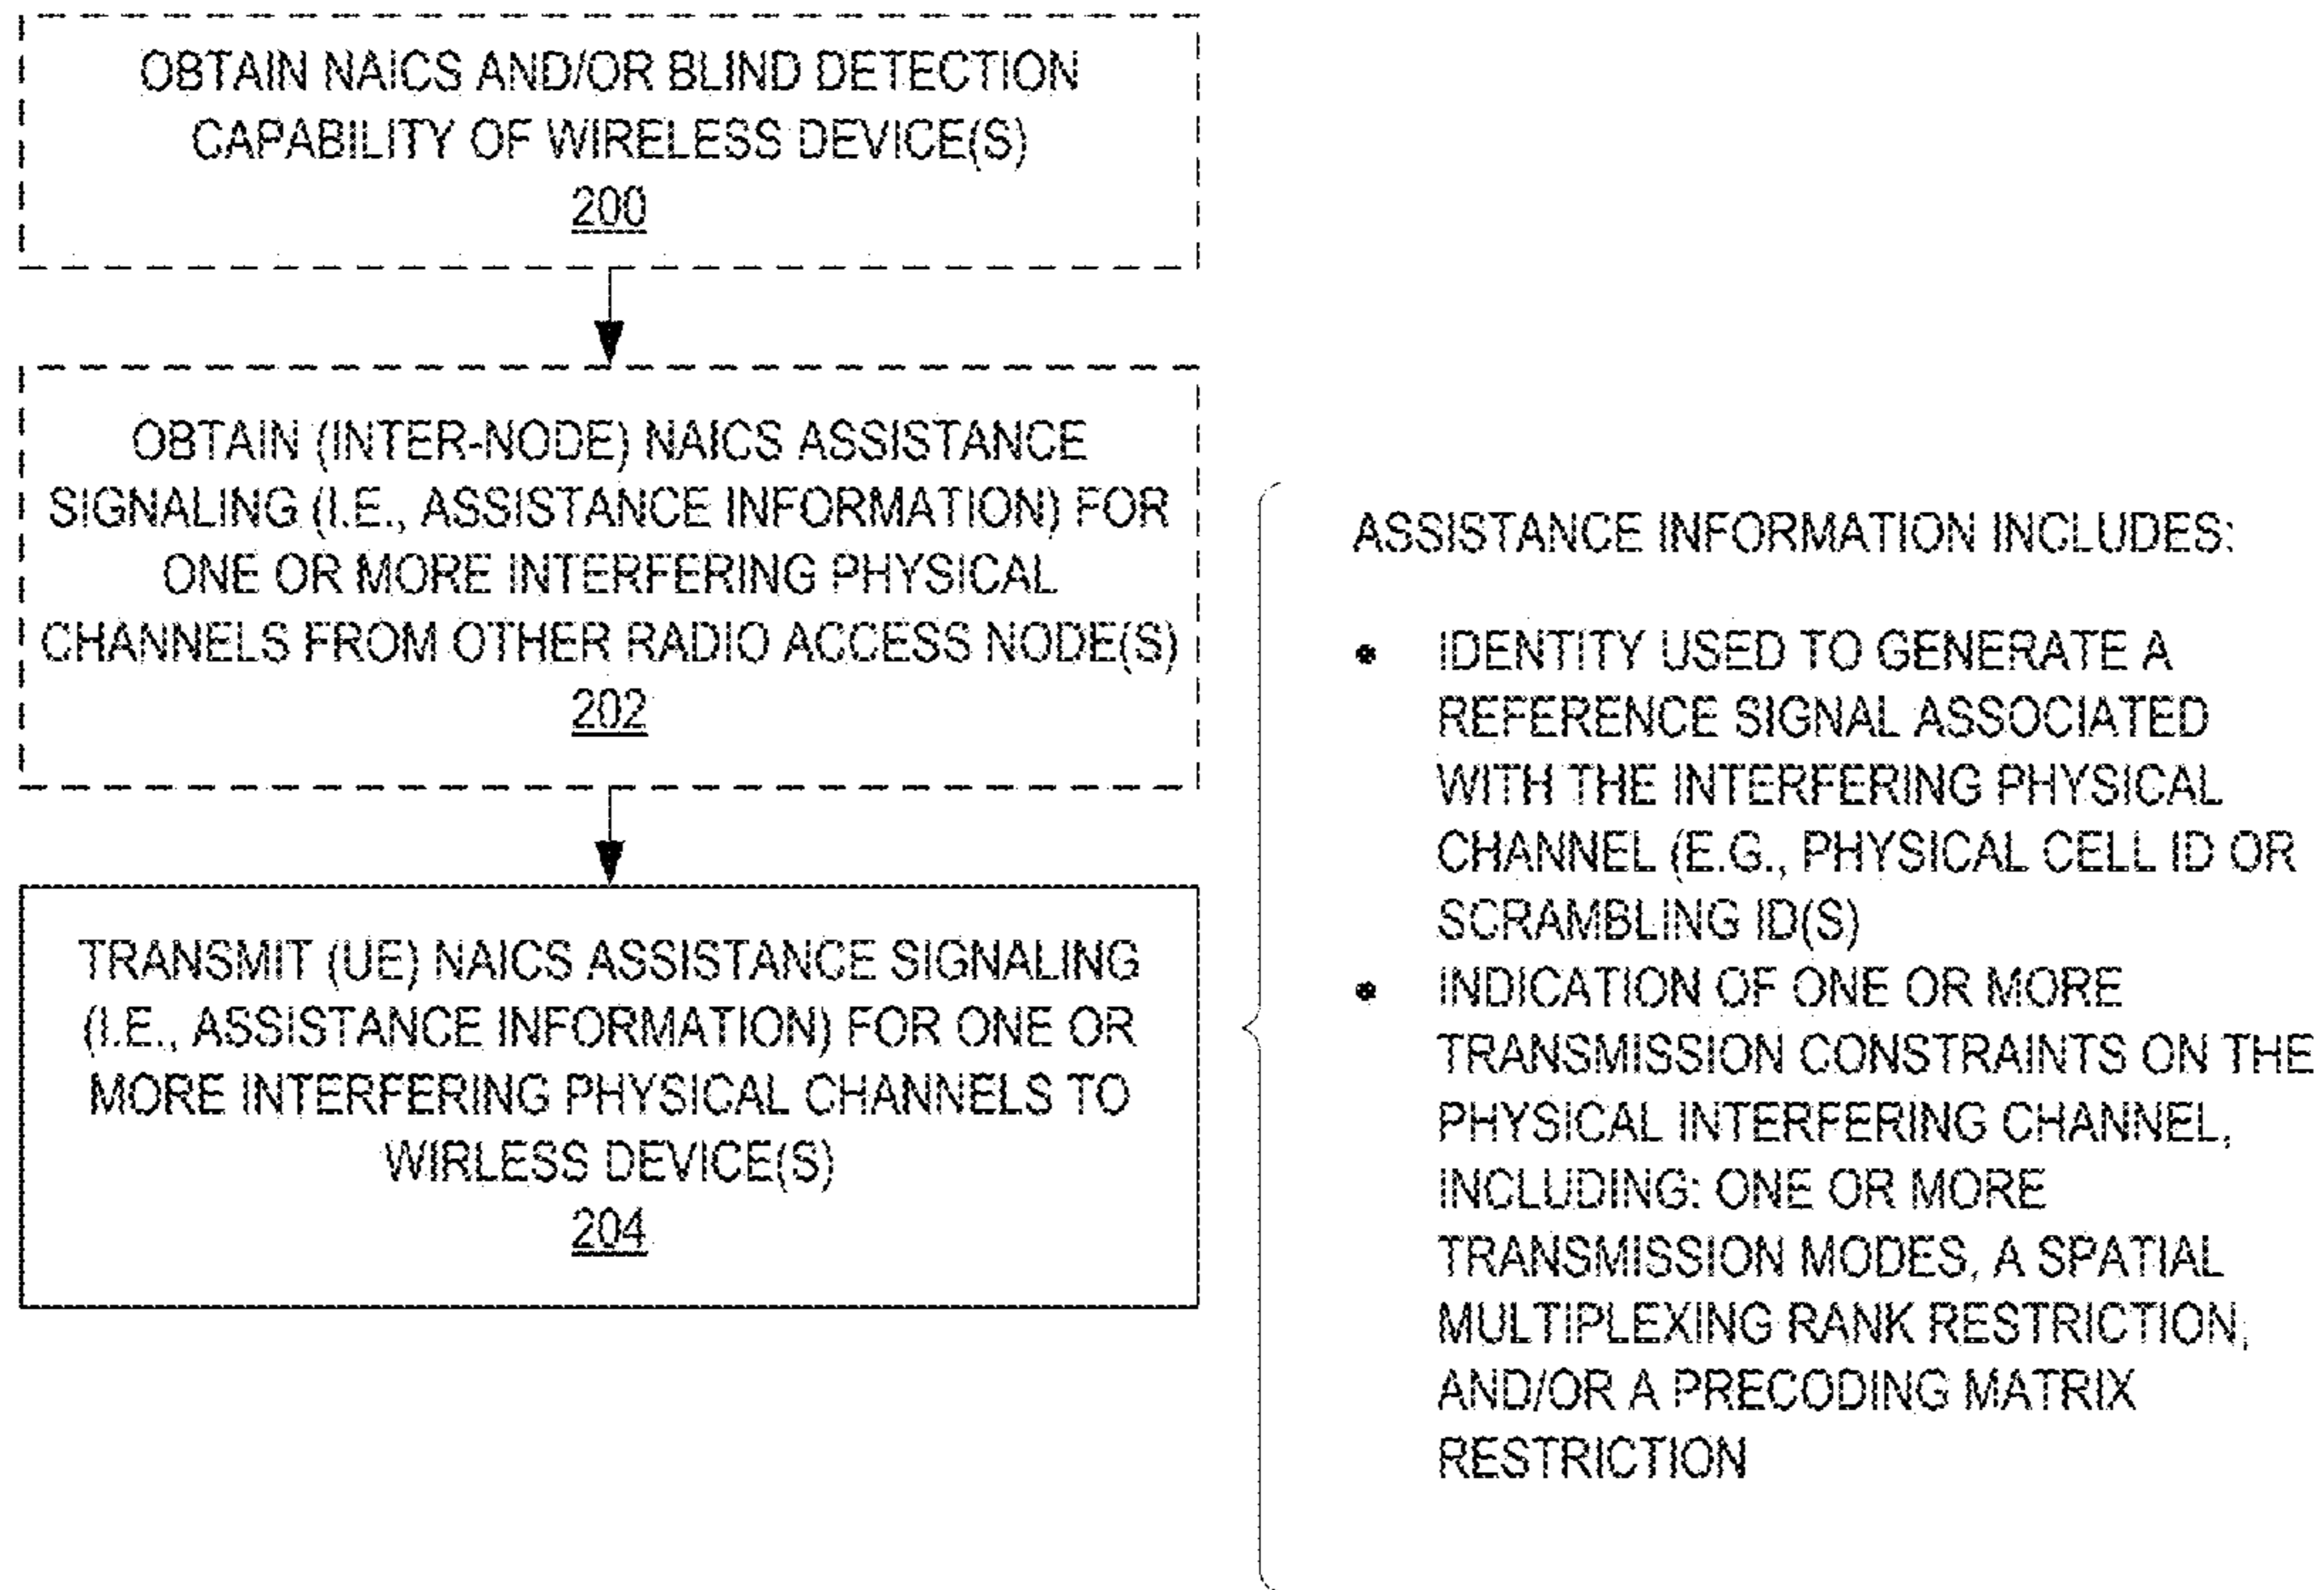 OBTAIN NAICS AND/OR BLIND DETECTION
CAPABILITY OF WIRELESS DEVICE(S)
200
OBTAIN (INTER-NODE) NAICS ASSISTANCE
SIGNALING (I.E., ASSISTANCE INFORMATION) FOR
ONE OR MORE INTERFERING PHYSICAL
CHANNELS FROM OTHER RADIO ACCESS NODE(S)
202
TRANSMIT (UE) NAICS ASSISTANCE SIGNALING
(I.E., ASSISTANCE INFORMATION) FOR ONE OR
MORE INTERFERING PHYSICAL CHANNELS TO
WIRLESS DEVICE(S)
204
ASSISTANCE INFORMATION INCLUDES:
• IDENTITY USED TO GENERATE A
REFERENCE SIGNAL ASSOCIATED
WITH THE INTERFERING PHYSICAL
CHANNEL (E.G., PHYSICAL CELL ID OR
SCRAMBLING ID(S)
• INDICATION OF ONE OR MORE
TRANSMISSION CONSTRAINTS ON THE
PHYSICAL INTERFERING CHANNEL,
INCLUDING: ONE OR MORE
TRANSMISSION MODES, A SPATIAL
MULTIPLEXING RANK RESTRICTION,
AND/OR A PRECODING MATRIX
RESTRICTION